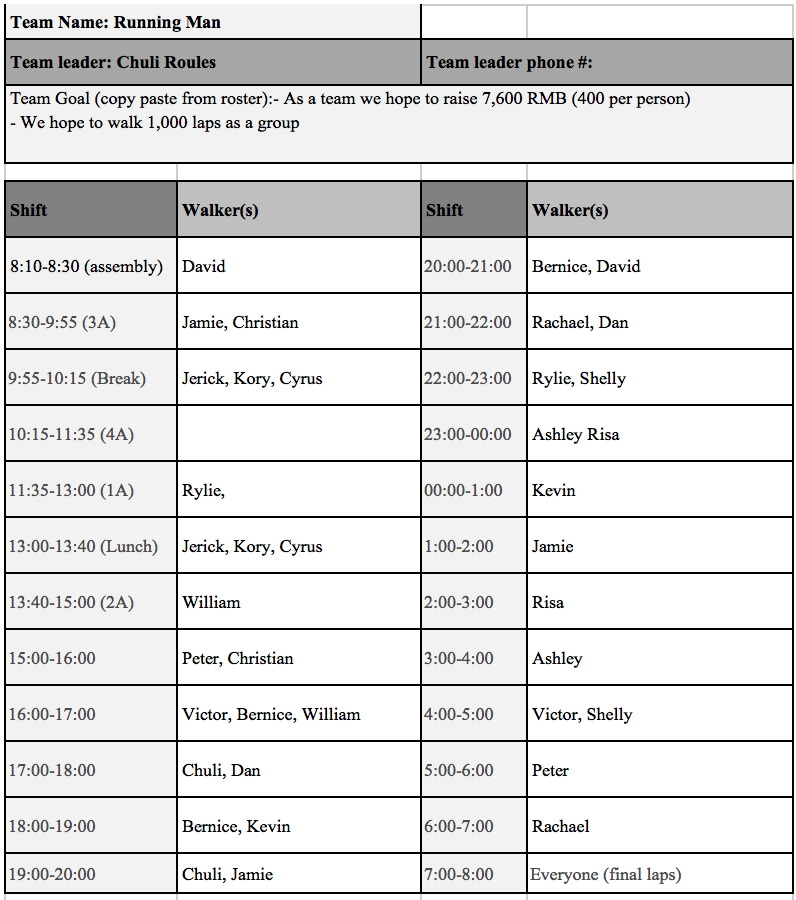 Team Name: Running Man
Team leader: Chuli Roules Team leader phone #:
Team Goal (copy paste from roster):- As a team we hope to raise 7,600 RMB (400 per person)
- We hope to walk 1,000 laps as a group
Shift Walker(s) Shift Walker(s)
8:10-8:30 (assembly) David 20:00-21:00 Bernice, David
8:30-9:55 (3A) Jamie, Christian 21:00-22:00 Rachael, Dan
9:55-10:15 (Break) Jerick, Kory, Cyrus 22:00-23:00 Rylie, Shelly
10:15-11:35 (4A) 23:00-00:00 Ashley Risa
11:35-13:00 (1A) Rylie, 00:00-1:00 Kevin
13:00-13:40 (Lunch) Jerick, Kory, Cyrus 1:00-2:00 Jamie
13:40-15:00 (2A) William 2:00-3:00 Risa
15:00-16:00 Peter, Christian 3:00-4:00 Ashley
16:00-17:00 Victor, Bernice, William 4:00-5:00 Victor, Shelly
17:00-18:00 Chuli, Dan 5:00-6:00 Peter
18:00-19:00 Bernice, Kevin 6:00-7:00 Rachael
19:00-20:00 Chuli, Jamie 7:00-8:00 Everyone (final laps)